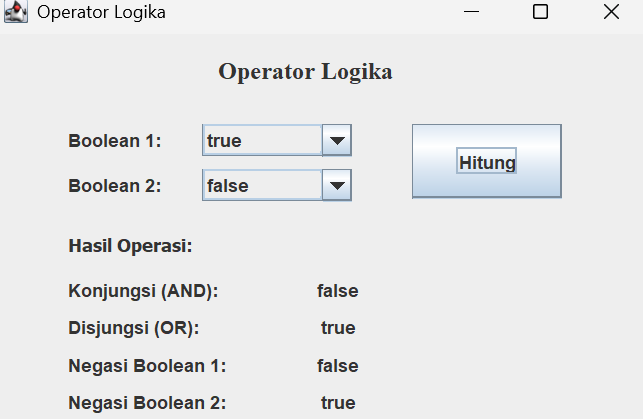 Operator Logika
Operator Logika
Boolean 1: true
Hitung
Boolean 2: false
Hasil Operasi:
Konjungsi (AND): false
Disjungsi (OR): true
Negasi Boolean 1: false
Negasi Boolean 2: true